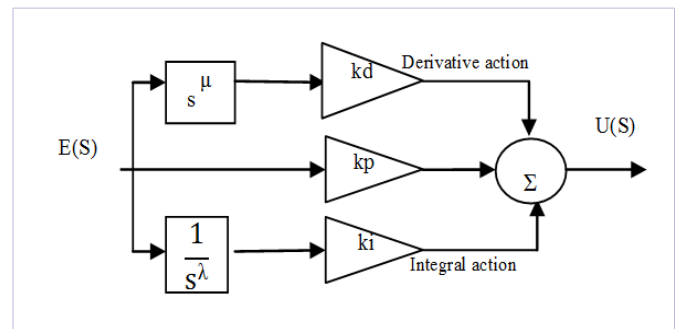 kd
Derivative action
s^μ
E(S)
kp
Σ
U(S)
1
s^λ
ki
Integral action